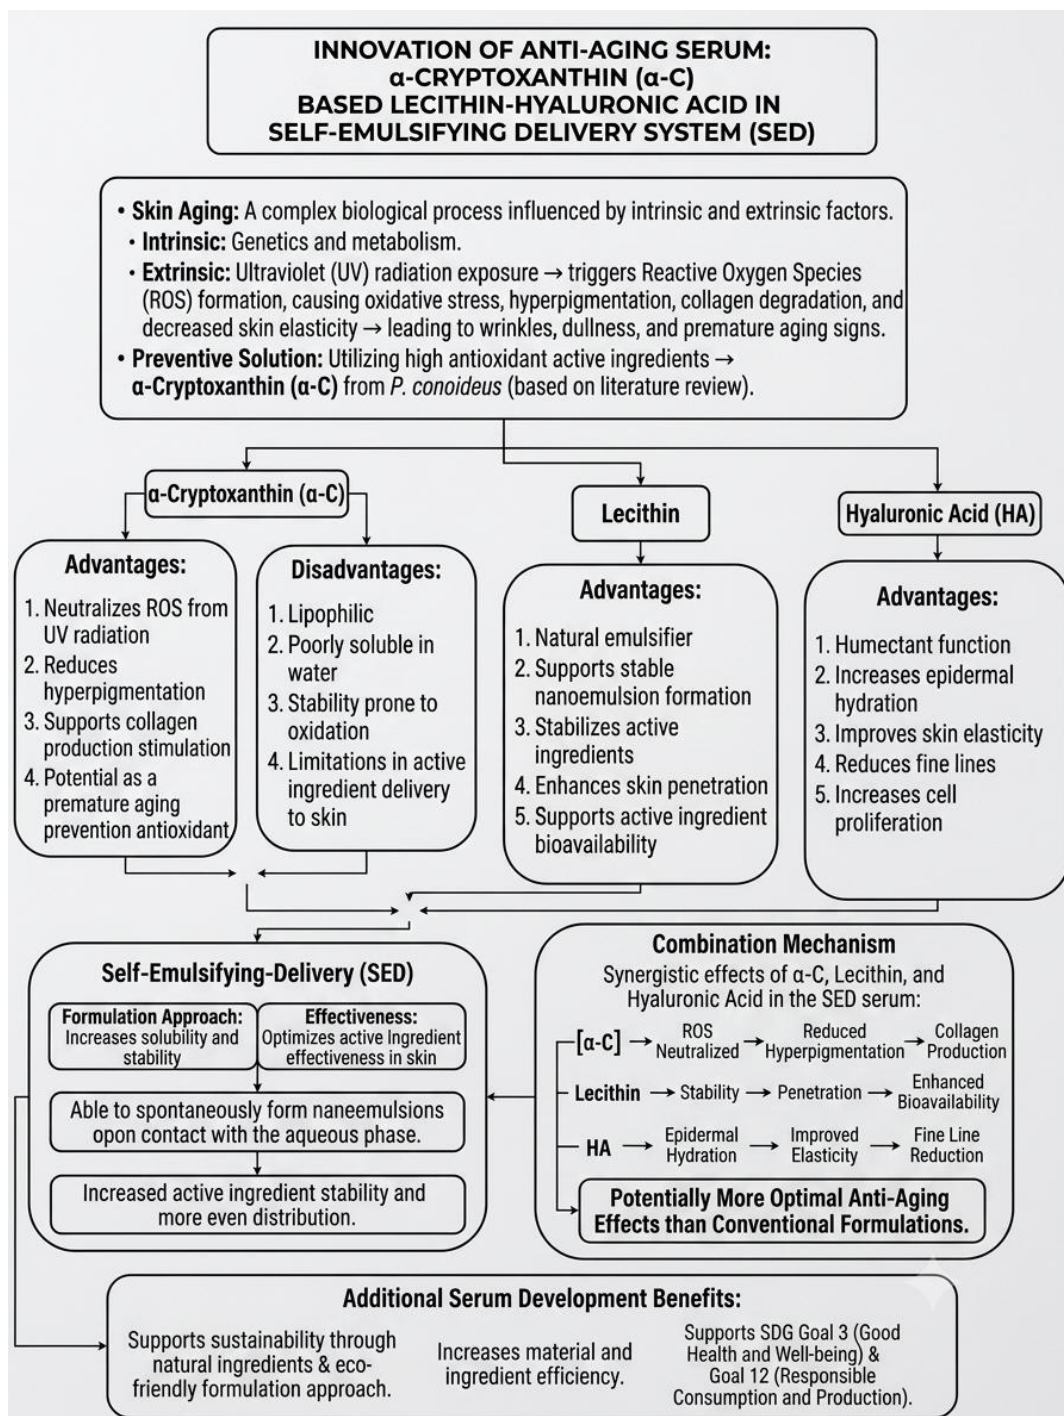 INNOVATION OF ANTI-AGING SERUM:
α-CRYPTOXANTHIN (α-C)
BASED LECITHIN-HYALURONIC ACID IN
SELF-EMULSIFYING DELIVERY SYSTEM (SED)
• Skin Aging: A complex biological process influenced by intrinsic and extrinsic factors.
• Intrinsic: Genetics and metabolism.
• Extrinsic: Ultraviolet (UV) radiation exposure → triggers Reactive Oxygen Species
(ROS) formation, causing oxidative stress, hyperpigmentation, collagen degradation, and
decreased skin elasticity → leading to wrinkles, dullness, and premature aging signs.
• Preventive Solution: Utilizing high antioxidant active ingredients →
α-Cryptoxanthin (α-C) from P. conoideus (based on literature review).
α-Cryptoxanthin (α-C)
Advantages:
1. Neutralizes ROS from
UV radiation
2. Reduces
hyperpigmentation
3. Supports collagen
production stimulation
4. Potential as a
premature aging
prevention antioxidant
Disadvantages:
1. Lipophilic
2. Poorly soluble in
water
3. Stability prone to
oxidation
4. Limitations in active
ingredient delivery
to skin
Lecithin
Advantages:
1. Natural emulsifier
2. Supports stable
nanoemulsion formation
3. Stabilizes active
ingredients
4. Enhances skin penetration
5. Supports active ingredient
bioavailability
Hyaluronic Acid (HA)
Advantages:
1. Humectant function
2. Increases epidermal
hydration
3. Improves skin elasticity
4. Reduces fine lines
5. Increases cell
proliferation
Self-Emulsifying-Delivery (SED)
Formulation Approach:
Increases solubility and
stability
Effectiveness:
Optimizes active Ingredient
effectiveness in skin
Able to spontaneously form naneemulsions
opon contact with the aqueous phase.
Increased active ingredient stability and
more even distribution.
Combination Mechanism
Synergistic effects of α-C, Lecithin, and
Hyaluronic Acid in the SED serum:
[α-C] → ROS Neutralized → Reduced Hyperpigmentation → Collagen Production
Lecithin → Stability → Penetration → Enhanced Bioavailability
HA → Epidermal Hydration → Improved Elasticity → Fine Line Reduction
Potentially More Optimal Anti-Aging
Effects than Conventional Formulations.
Additional Serum Development Benefits:
Supports sustainability through
natural ingredients & eco-
friendly formulation approach.
Increases material and
ingredient efficiency.
Supports SDG Goal 3 (Good
Health and Well-being) &
Goal 12 (Responsible
Consumption and Production).